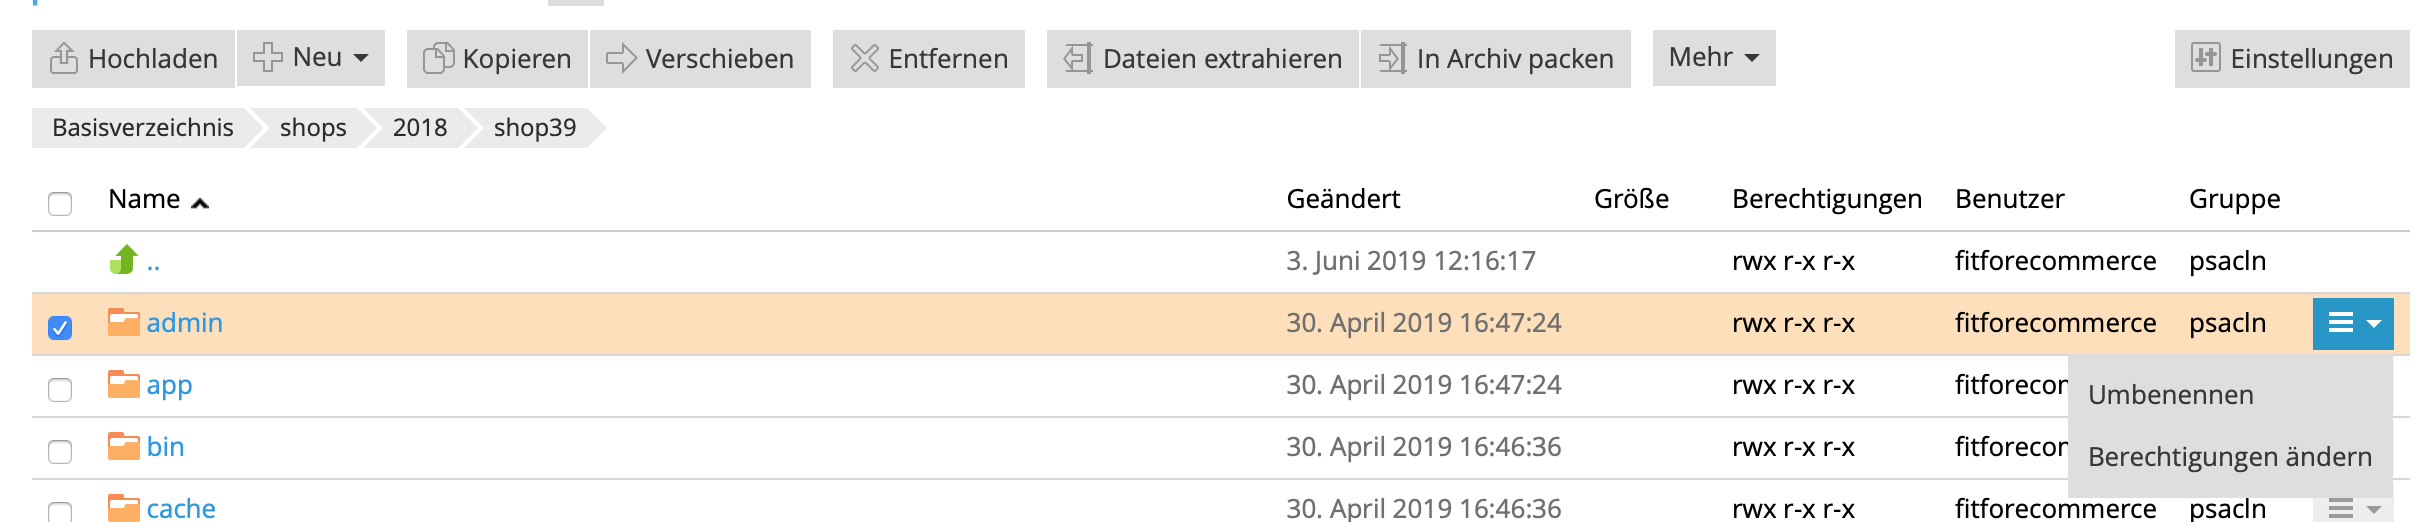 Hochladen Neu Kopieren Verschieben Entfernen Dateien extrahieren In Archiv packen Mehr Einstellungen
Basisverzeichnis shops 2018 shop39
Name Geändert Größe Berechtigungen Benutzer Gruppe
.. 3. Juni 2019 12:16:17 rwx r-x r-x fitforecommerce psacln
admin 30. April 2019 16:47:24 rwx r-x r-x fitforecommerce psacln
app 30. April 2019 16:47:24 rwx r-x r-x fitforecor
Umbenennen
bin 30. April 2019 16:46:36 rwx r-x r-x fitforecor
Berechtigungen ändern
cache 30. April 2019 16:46:36 rwx r-x r-x fitforecommerce psacln